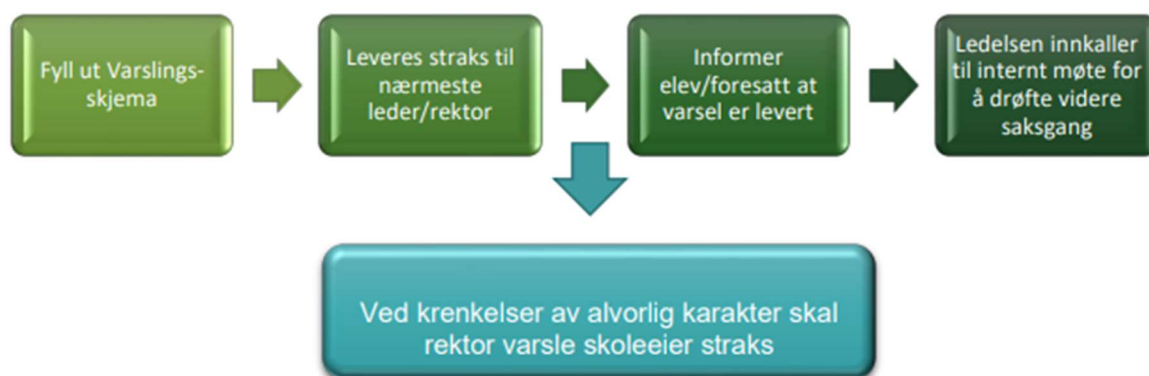 Fyll ut Varslings-
skjema
Leveres straks til
nærmeste
leder/rektor
Informer
elev/foresatt at
varsel er levert
Ledelsen innkaller
til internt møte for
å drøfte videre
saksgang
Ved krenkelser av alvorlig karakter skal
rektor varsle skoleeier straks